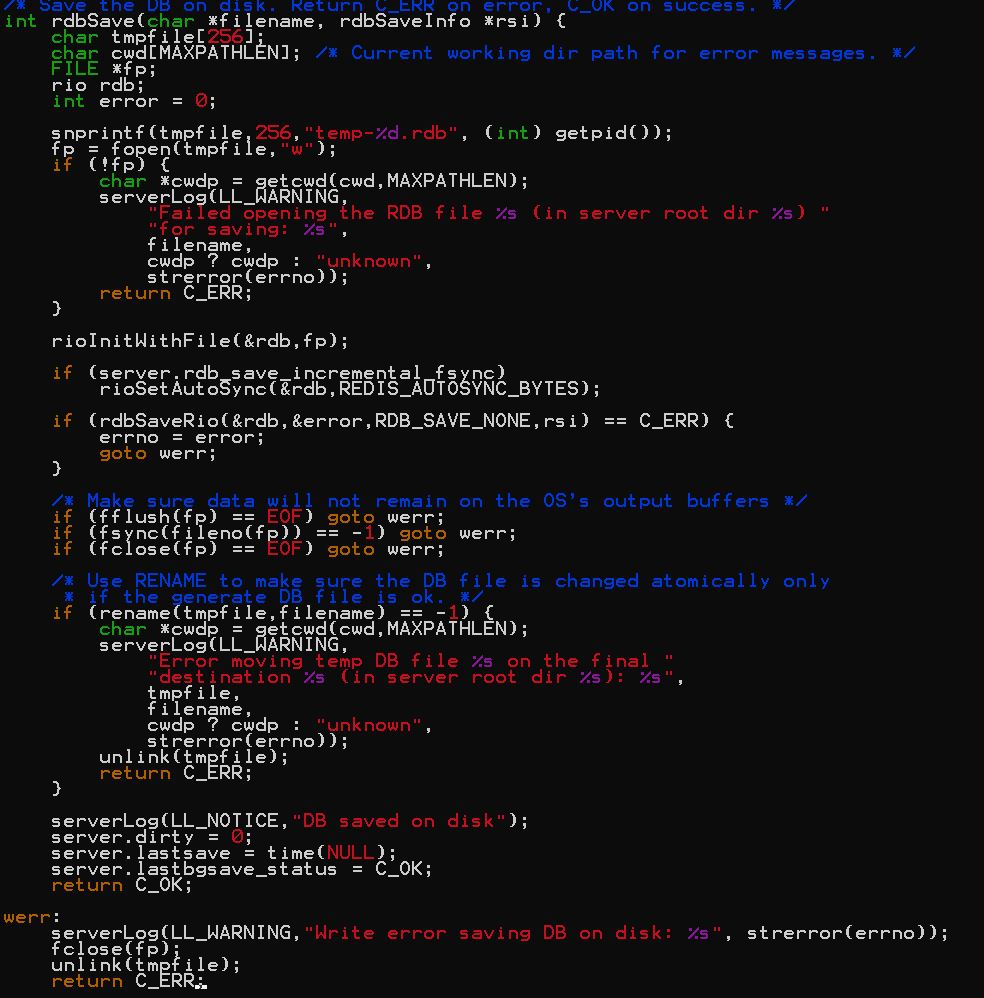 /* Save the DB on disk. Return C_ERR on error, C_OK on success. */
int rdbSave(char *filename, rdbSaveInfo *rsi) {
    char tmpfile[256];
    char cwd[MAXPATHLEN]; /* Current working dir path for error messages. */
    FILE *fp;
    rio rdb;
    int error = 0;

    snprintf(tmpfile,256,"temp-%d.rdb", (int) getpid());
    fp = fopen(tmpfile,"w");
    if (!fp) {
        char *cwdp = getcwd(cwd,MAXPATHLEN);
        serverLog(LL_WARNING,
            "Failed opening the RDB file %s (in server root dir %s) "
            "for saving: %s",
            filename,
            cwdp ? cwdp : "unknown",
            strerror(errno));
        return C_ERR;
    }

    rioInitWithFile(&rdb,fp);

    if (server.rdb_save_incremental_fsync)
        rioSetAutoSync(&rdb,REDIS_AUTOSYNC_BYTES);

    if (rdbSaveRio(&rdb,&error,RDB_SAVE_NONE,rsi) == C_ERR) {
        errno = error;
        goto werr;
    }

    /* Make sure data will not remain on the OS's output buffers */
    if (fflush(fp) == EOF) goto werr;
    if (fsync(fileno(fp)) == -1) goto werr;
    if (fclose(fp) == EOF) goto werr;

    /* Use RENAME to make sure the DB file is changed atomically only
     * if the generate DB file is ok. */
    if (rename(tmpfile,filename) == -1) {
        char *cwdp = getcwd(cwd,MAXPATHLEN);
        serverLog(LL_WARNING,
            "Error moving temp DB file %s on the final "
            "destination %s (in server root dir %s): %s",
            tmpfile,
            filename,
            cwdp ? cwdp : "unknown",
            strerror(errno));
        unlink(tmpfile);
        return C_ERR;
    }

    serverLog(LL_NOTICE,"DB saved on disk");
    server.dirty = 0;
    server.lastsave = time(NULL);
    server.lastbgsave_status = C_OK;
    return C_OK;

werr:
    serverLog(LL_WARNING,"Write error saving DB on disk: %s", strerror(errno));
    fclose(fp);
    unlink(tmpfile);
    return C_ERR;